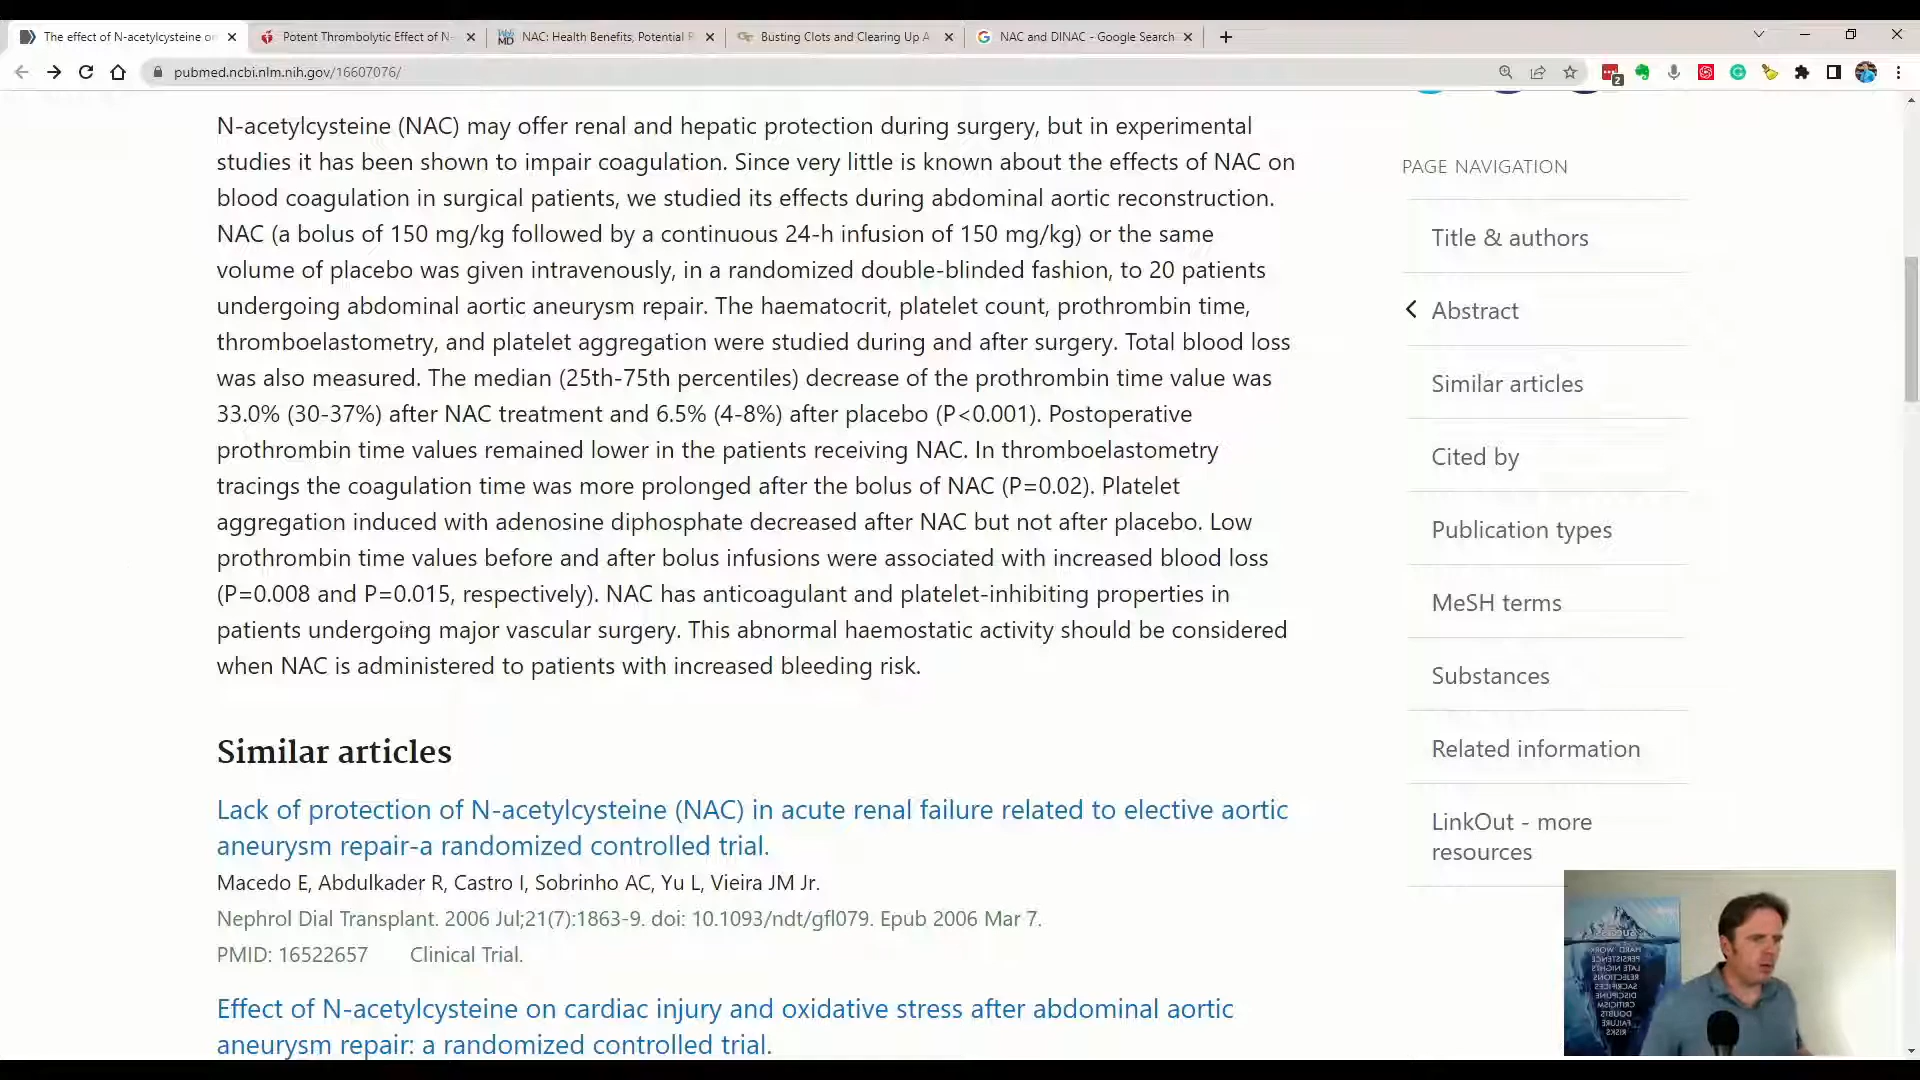 The effect of N-acetylcysteine o
Potent Thrombolytic Effect of N-
NAC: Health Benefits, Potential
Busting Clots and Clearing Up
NAC and DINAC - Google Search
pubmed.ncbi.nlm.nih.gov/16607076/
2
N-acetylcysteine (NAC) may offer renal and hepatic protection during surgery, but in experimental
studies it has been shown to impair coagulation. Since very little is known about the effects of NAC on
blood coagulation in surgical patients, we studied its effects during abdominal aortic reconstruction.
NAC (a bolus of 150 mg/kg followed by a continuous 24-h infusion of 150 mg/kg) or the same
volume of placebo was given intravenously, in a randomized double-blinded fashion, to 20 patients
undergoing abdominal aortic aneurysm repair. The haematocrit, platelet count, prothrombin time,
thromboelastometry, and platelet aggregation were studied during and after surgery. Total blood loss
was also measured. The median (25th-75th percentiles) decrease of the prothrombin time value was
33.0% (30-37%) after NAC treatment and 6.5% (4-8%) after placebo (P<0.001). Postoperative
prothrombin time values remained lower in the patients receiving NAC. In thromboelastometry
tracings the coagulation time was more prolonged after the bolus of NAC (P=0.02). Platelet
aggregation induced with adenosine diphosphate decreased after NAC but not after placebo. Low
prothrombin time values before and after bolus infusions were associated with increased blood loss
(P=0.008 and P=0.015, respectively). NAC has anticoagulant and platelet-inhibiting properties in
patients undergoing major vascular surgery. This abnormal haemostatic activity should be considered
when NAC is administered to patients with increased bleeding risk.
Similar articles
Lack of protection of N-acetylcysteine (NAC) in acute renal failure related to elective aortic
aneurysm repair-a randomized controlled trial.
Macedo E, Abdulkader R, Castro I, Sobrinho AC, Yu L, Vieira JM Jr.
Nephrol Dial Transplant. 2006 Jul;21(7):1863-9. doi: 10.1093/ndt/gfl079. Epub 2006 Mar 7.
PMID: 16522657 Clinical Trial.
Effect of N-acetylcysteine on cardiac injury and oxidative stress after abdominal aortic
aneurysm repair: a randomized controlled trial.
PAGE NAVIGATION
Title & authors
Abstract
Similar articles
Cited by
Publication types
MeSH terms
Substances
Related information
LinkOut - more
resources
SUCCESS
HARD WORK
PERSISTENCE
LATE NIGHTS
REJECTIONS
SACRIFICES
DISCIPLINE
CRITICISM
DOUBTS
FAILURE
RISKS